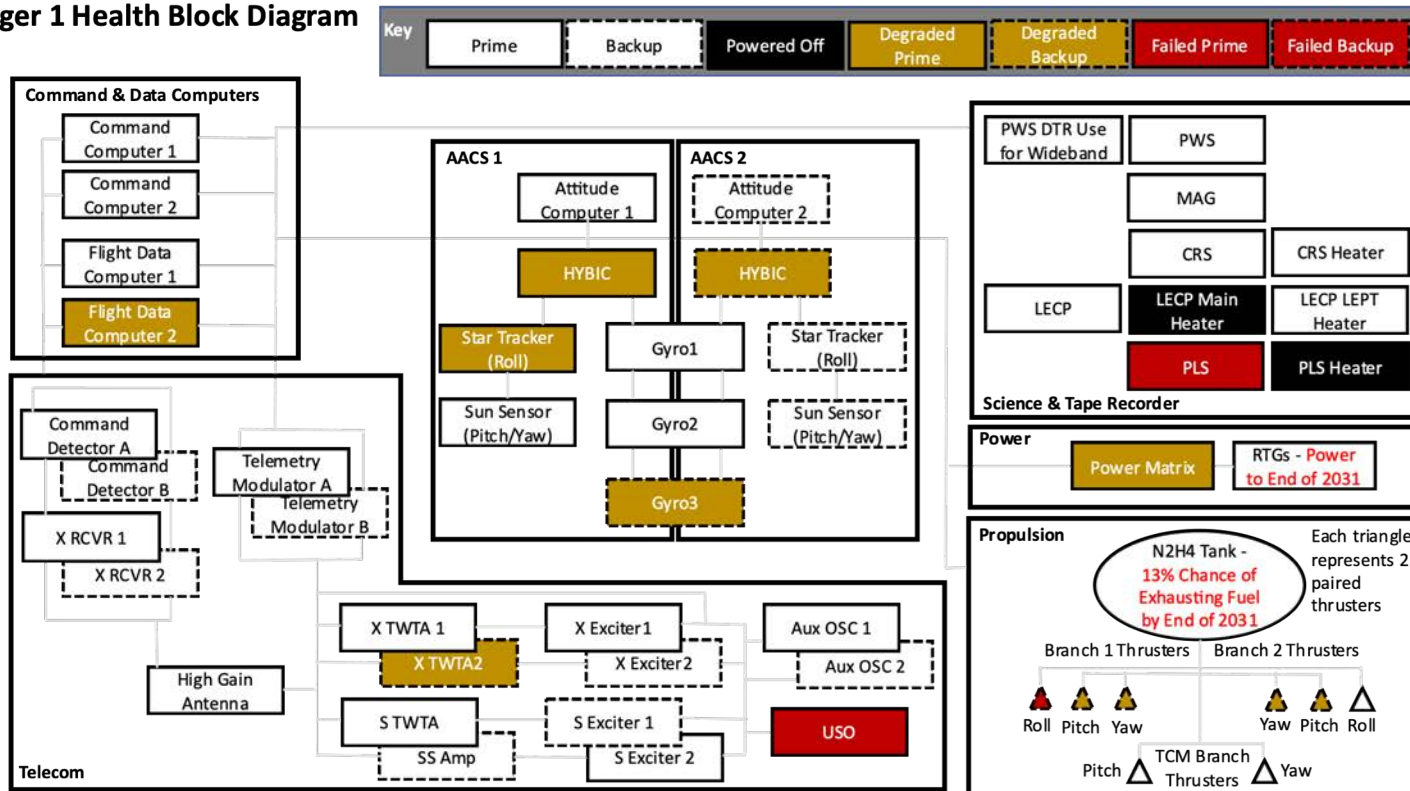 ger 1 Health Block Diagram
Key
Prime
Backup
Powered Off
Degraded
Prime
Degraded
Backup
Failed Prime
Failed Backup
Command & Data Computers
Command
Computer 1
Command
Computer 2
Flight Data
Computer 1
Flight Data
Computer 2
AACS 1
Attitude
Computer 1
HYBIC
Star Tracker
(Roll)
Sun Sensor
(Pitch/Yaw)
Gyro1
Gyro2
Gyro3
AACS 2
Attitude
Computer 2
HYBIC
Star Tracker
(Roll)
Sun Sensor
(Pitch/Yaw)
PWS DTR Use
for Wideband
PWS
MAG
CRS
CRS Heater
LECP
LECP Main
Heater
LECP LEPT
Heater
PLS
PLS Heater
Science & Tape Recorder
Power
Power Matrix
RTGs - Power
to End of 2031
Propulsion
N2H4 Tank -
13% Chance of
Exhausting Fuel
by End of 2031
Each triangle
represents 2
paired
thrusters
Branch 1 Thrusters
Branch 2 Thrusters
Roll
Pitch
Yaw
Yaw
Pitch
Roll
Pitch
TCM Branch
Thrusters
Yaw
Command
Detector A
Command
Detector B
X RCVR 1
X RCVR 2
Telemetry
Modulator A
Telemetry
Modulator B
High Gain
Antenna
X TWTA 1
X TWTA2
S TWTA
SS Amp
X Exciter1
X Exciter2
S Exciter 1
S Exciter 2
Aux OSC 1
Aux OSC 2
USO
Telecom